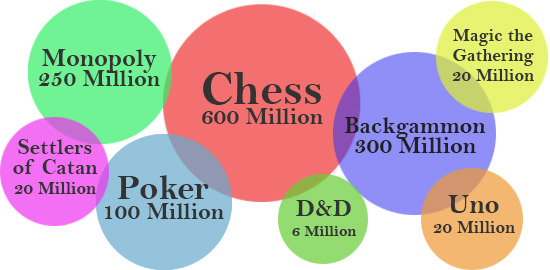 Monopoly
250 Million
Chess
600 Million
Magic the
Gathering
20 Million
Backgammon
300 Million
Settlers
of Catan
20 Million
Poker
100 Million
D&D
6 Million
Uno
20 Million